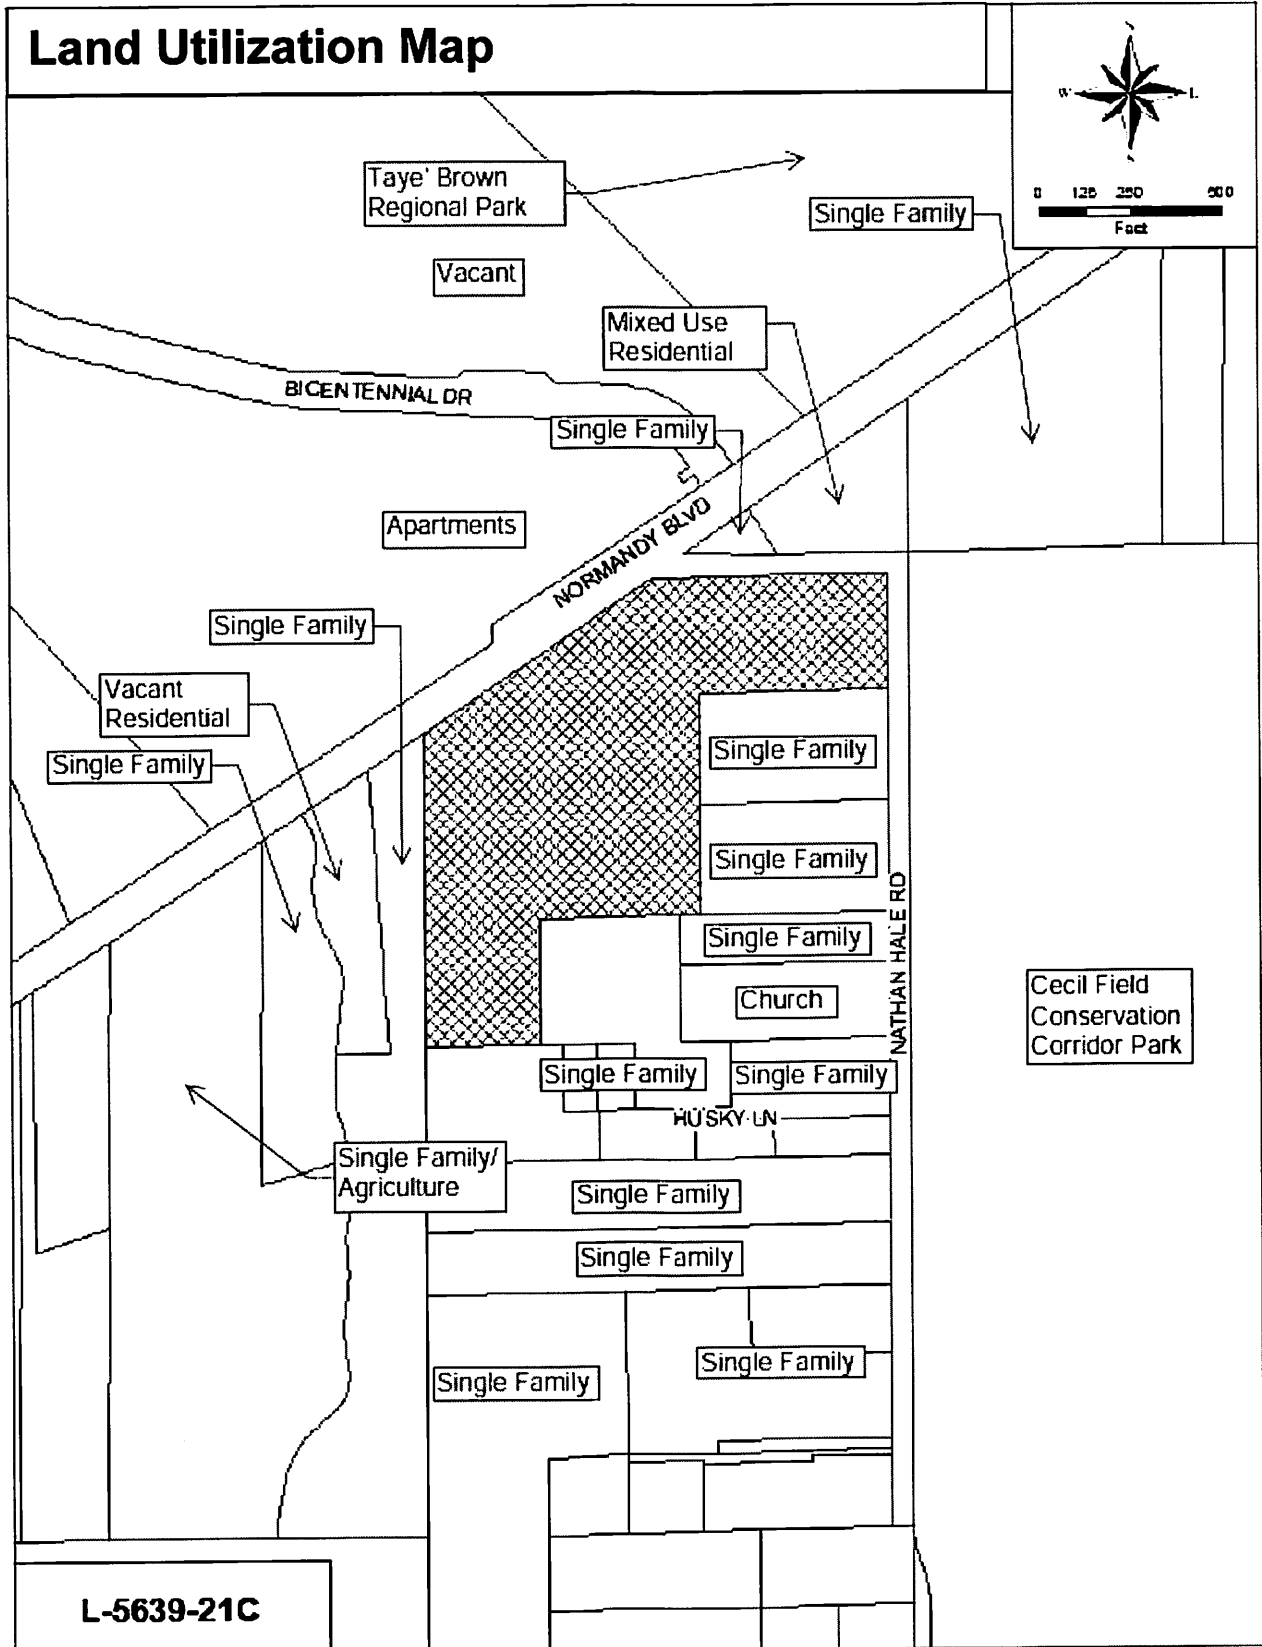 Land Utilization Map
W
0 125 250 500
Feet
Taye' Brown
Regional Park
Single Family
Vacant
Mixed Use
Residential
BICENTENNIAL DR
Single Family
Apartments
NORMANDY BLVD
Single Family
Vacant
Residential
Single Family
Single Family
Single Family
Single Family
Church
NATHAN HALE RD
Cecil Field
Conservation
Corridor Park
Single Family
Single Family
HUSKY LN
Single Family/
Agriculture
Single Family
Single Family
Single Family
Single Family
L-5639-21C